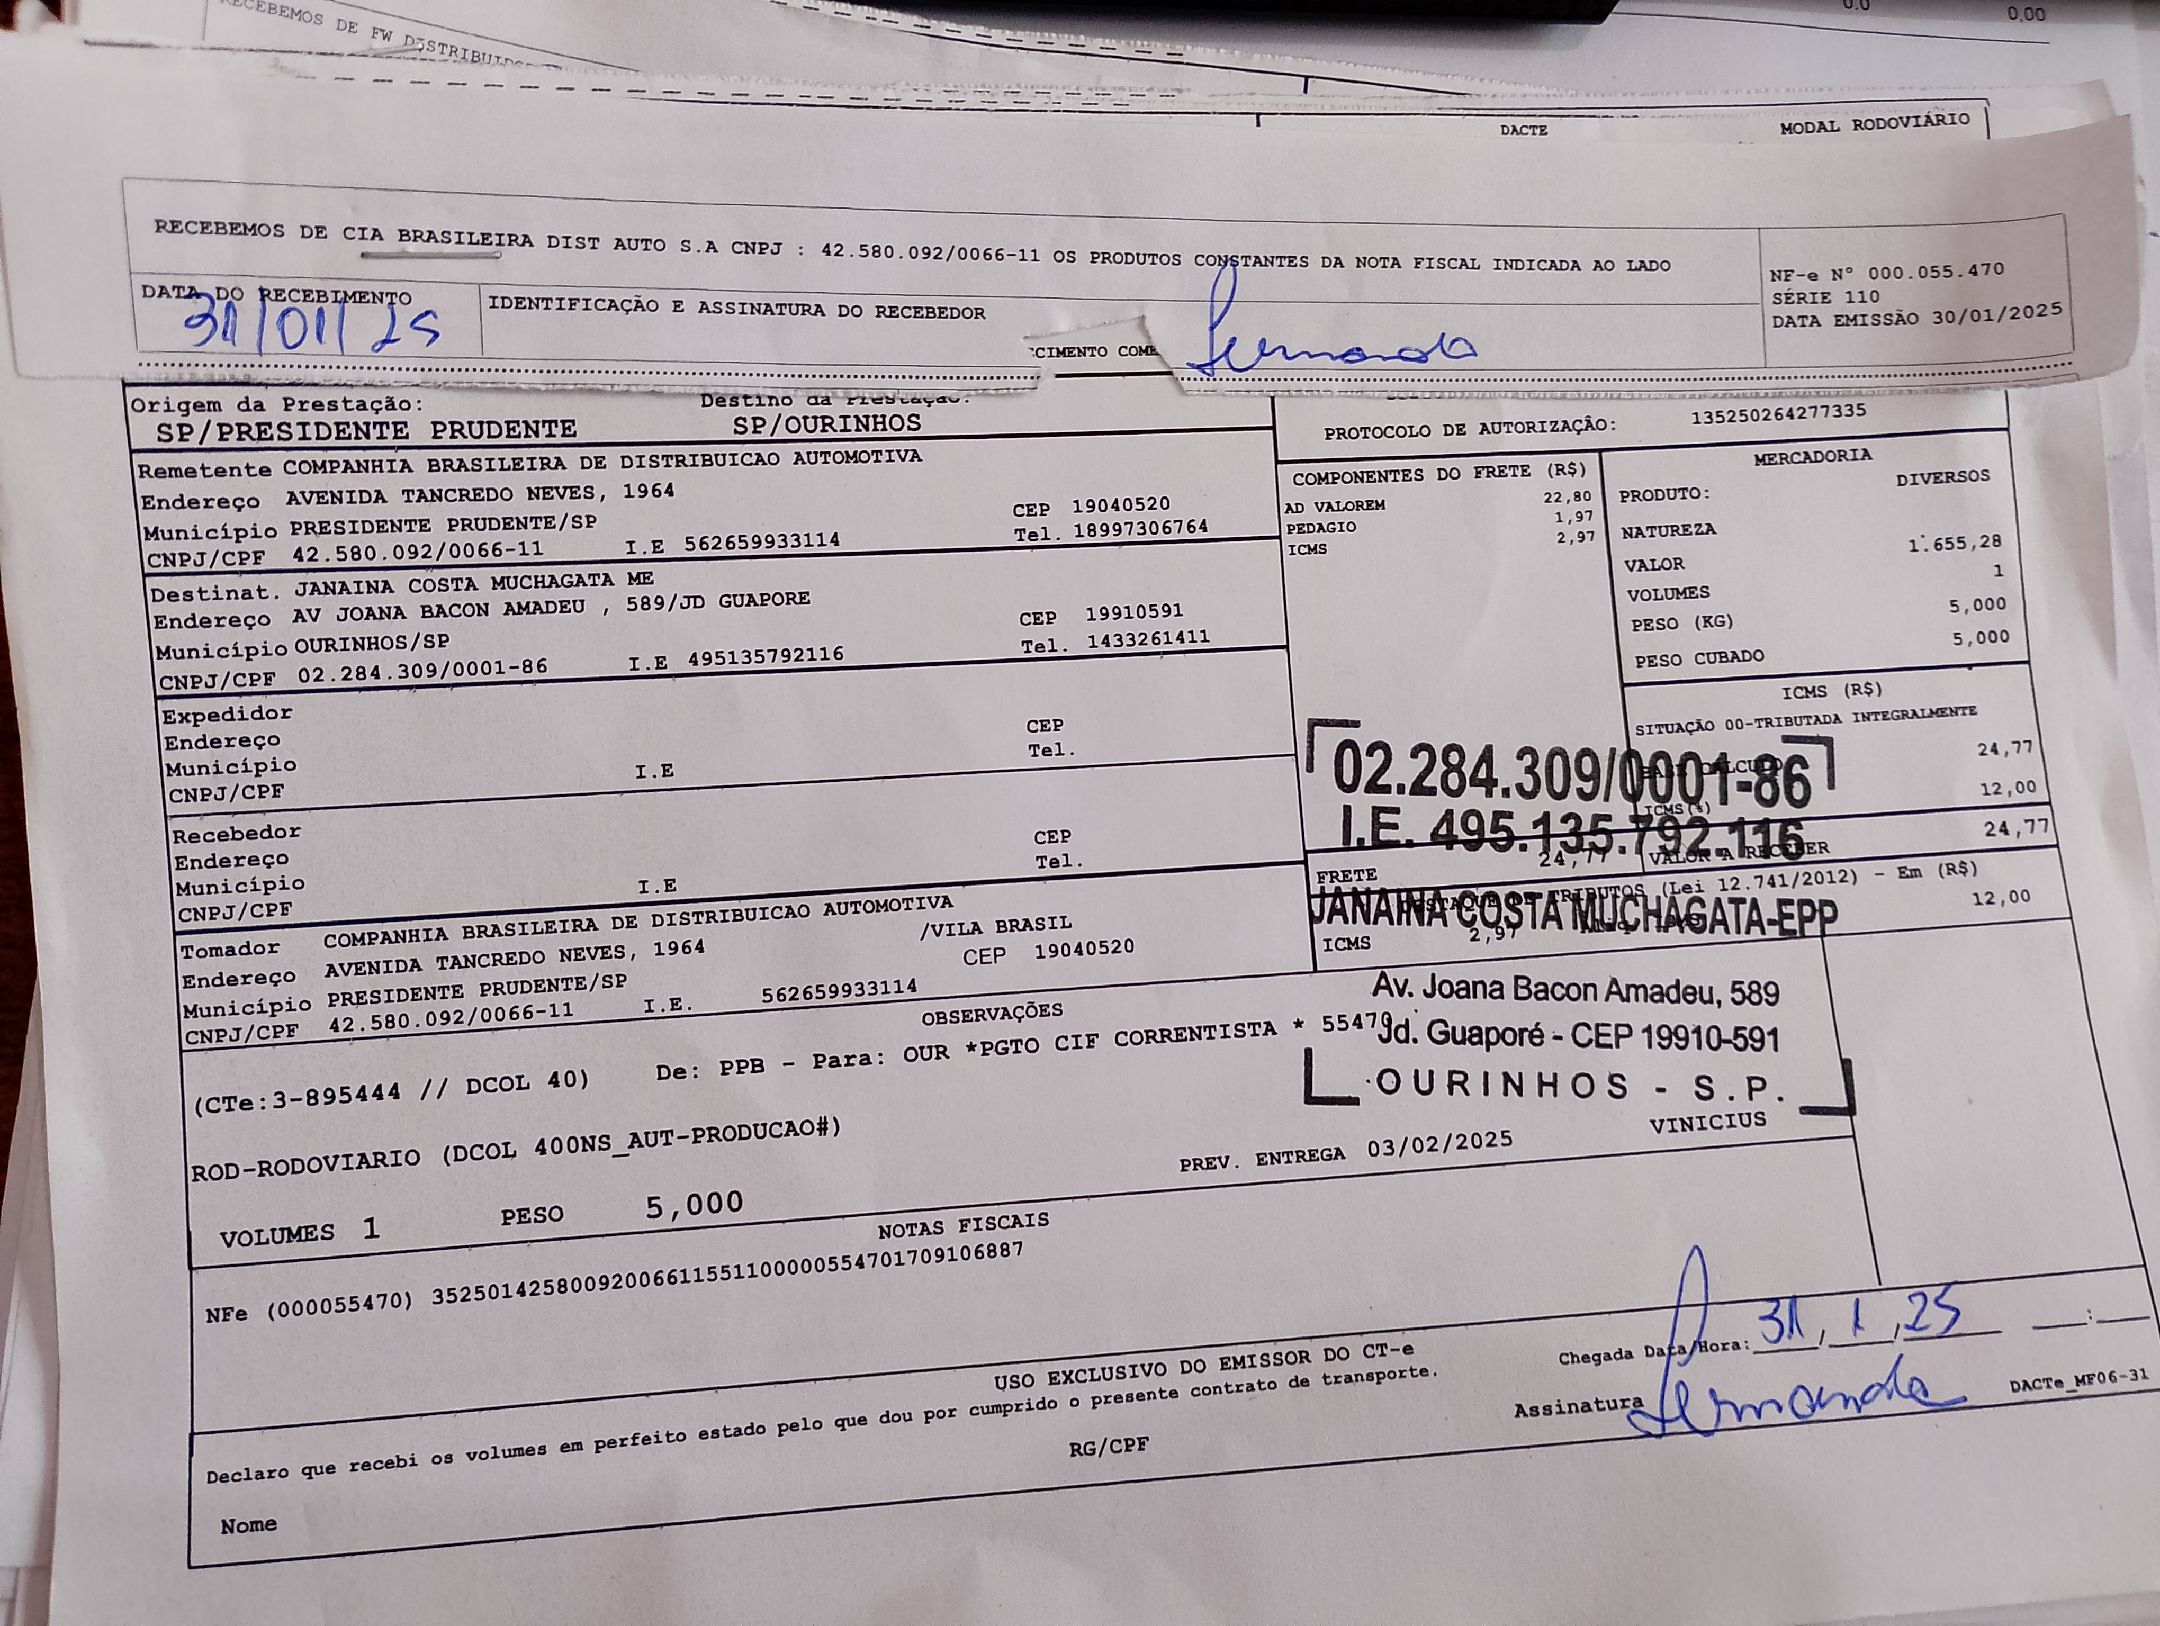 RECEBEMOS DE FW
0.0 0,00
DACTE MODAL RODOVIÁRIO
RECEBEMOS DE CIA BRASILEIRA DIST AUTO S.A CNPJ : 42.580.092/0066-11 OS PRODUTOS CONSTANTES DA NOTA FISCAL INDICADA AO LADO
NF-e N° 000.055.470
SÉRIE 110
DATA EMISSÃO 30/01/2025
DATA DO RECEBIMENTO
31/01/25
IDENTIFICAÇÃO E ASSINATURA DO RECEBEDOR
Fernanda
Origem da Prestação: Destino da Prestação:
SP/PRESIDENTE PRUDENTE SP/OURINHOS
PROTOCOLO DE AUTORIZAÇÃO: 135250264277335
Remetente COMPANHIA BRASILEIRA DE DISTRIBUICAO AUTOMOTIVA
Endereço AVENIDA TANCREDO NEVES, 1964 CEP 19040520
Município PRESIDENTE PRUDENTE/SP Tel. 18997306764
CNPJ/CPF 42.580.092/0066-11 I.E 562659933114
Destinat. JANAINA COSTA MUCHAGATA ME
Endereço AV JOANA BACON AMADEU , 589/JD GUAPORE CEP 19910591
Município OURINHOS/SP Tel. 1433261411
CNPJ/CPF 02.284.309/0001-86 I.E 495135792116
Expedidor
Endereço CEP
Município Tel.
CNPJ/CPF I.E
Recebedor
Endereço CEP
Município Tel.
CNPJ/CPF I.E
Tomador COMPANHIA BRASILEIRA DE DISTRIBUICAO AUTOMOTIVA
Endereço AVENIDA TANCREDO NEVES, 1964 /VILA BRASIL
Município PRESIDENTE PRUDENTE/SP CEP 19040520
CNPJ/CPF 42.580.092/0066-11 I.E. 562659933114
COMPONENTES DO FRETE (R$)
AD VALOREM 22,80
PEDAGIO 1,97
ICMS 2,97
MERCADORIA
PRODUTO: DIVERSOS
NATUREZA
VALOR 1.655,28
VOLUMES 1
PESO (KG) 5,000
PESO CUBADO 5,000
ICMS (R$)
SITUAÇÃO 00-TRIBUTADA INTEGRALMENTE
BASE CALCULO 24,77
ICMS(%) 12,00
FRETE 24,77 VALOR A RECEBER 24,77
DESTAQUE DE TRIBUTOS (Lei 12.741/2012) - Em (R$)
ICMS 2,97 12,00
02.284.309/0001-86
I.E. 495.135.792.116
JANAINA COSTA MUCHAGATA-EPP
Av. Joana Bacon Amadeu, 589
Jd. Guaporé - CEP 19910-591
OURINHOS - S.P.
OBSERVAÇÕES
(CTe:3-895444 // DCOL 40) De: PPB - Para: OUR *PGTO CIF CORRENTISTA * 55470
ROD-RODOVIARIO (DCOL 400NS_AUT-PRODUCAO#)
PREV. ENTREGA 03/02/2025 VINICIUS
VOLUMES 1 PESO 5,000
NOTAS FISCAIS
NFe (000055470) 35250142580092006611551100000554701709106887
USO EXCLUSIVO DO EMISSOR DO CT-e
Declaro que recebi os volumes em perfeito estado pelo que dou por cumprido o presente contrato de transporte.
Chegada Data/Hora: 31, 1, 25 :
Assinatura Fernanda
DACTe_MF06-31
Nome RG/CPF